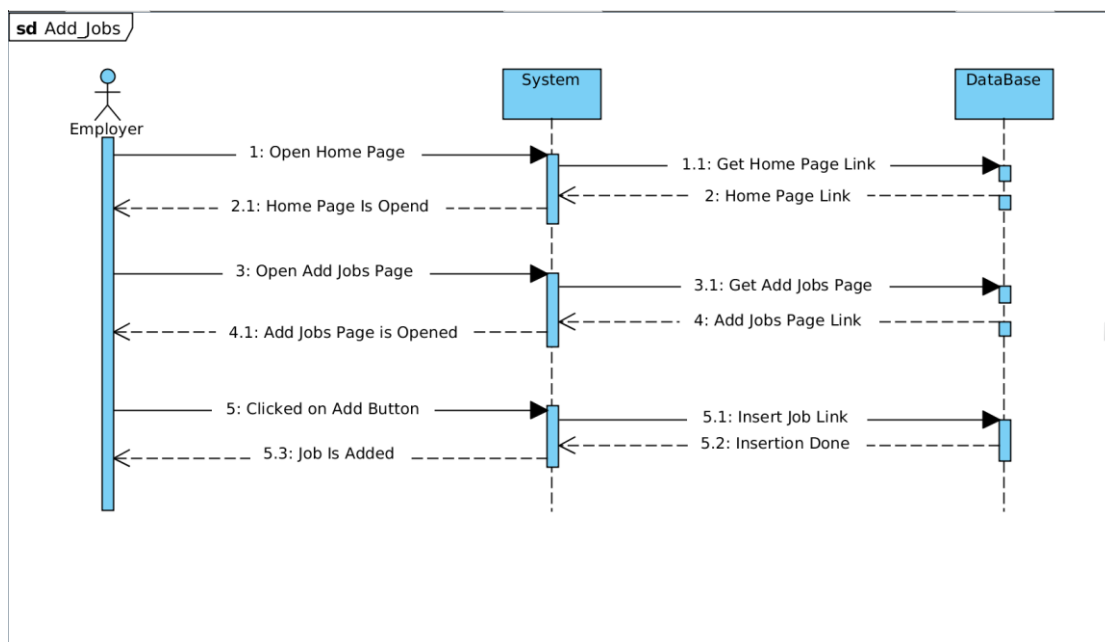 sd Add_Jobs
System
DataBase
Employer
1: Open Home Page
1.1: Get Home Page Link
2: Home Page Link
2.1: Home Page Is Opend
3: Open Add Jobs Page
3.1: Get Add Jobs Page
4: Add Jobs Page Link
4.1: Add Jobs Page is Opened
5: Clicked on Add Button
5.1: Insert Job Link
5.2: Insertion Done
5.3: Job Is Added